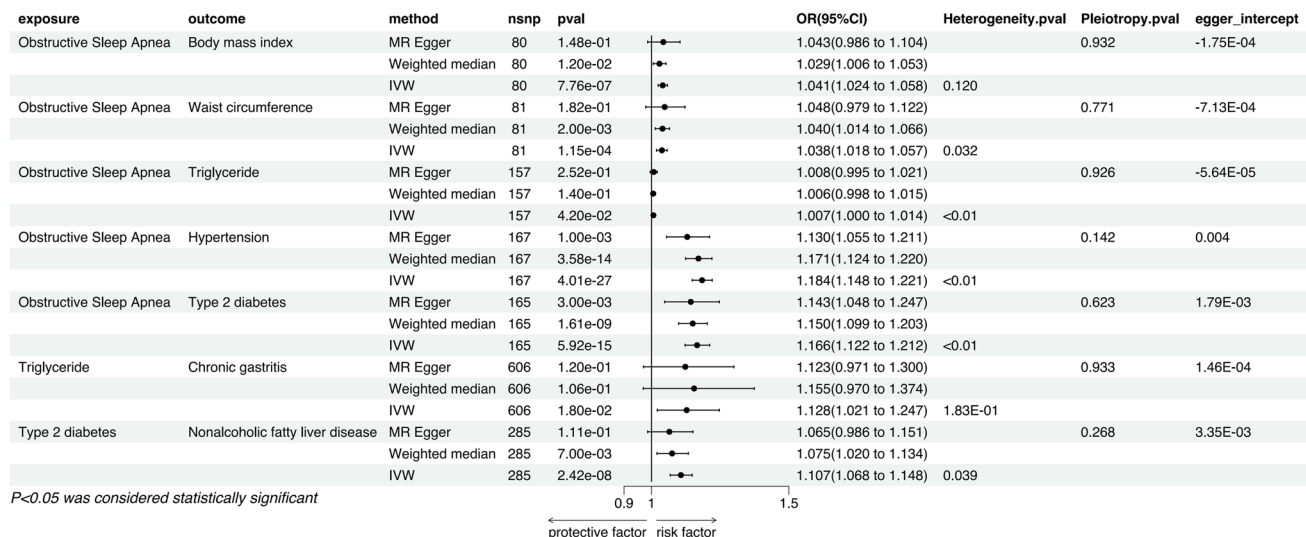 exposure outcome method nsnp pval OR(95%CI) Heterogeneity.pval Pleiotropy.pval egger_intercept
Obstructive Sleep Apnea Body mass index MR Egger 80 1.48e-01 1.043(0.986 to 1.104) 0.932 -1.75E-04
Weighted median 80 1.20e-02 1.029(1.006 to 1.053)
IVW 80 7.76e-07 1.041(1.024 to 1.058) 0.120
Obstructive Sleep Apnea Waist circumference MR Egger 81 1.82e-01 1.048(0.979 to 1.122) 0.771 -7.13E-04
Weighted median 81 2.00e-03 1.040(1.014 to 1.066)
IVW 81 1.15e-04 1.038(1.018 to 1.057) 0.032
Obstructive Sleep Apnea Triglyceride MR Egger 157 2.52e-01 1.008(0.995 to 1.021) 0.926 -5.64E-05
Weighted median 157 1.40e-01 1.006(0.998 to 1.015)
IVW 157 4.20e-02 1.007(1.000 to 1.014) <0.01
Obstructive Sleep Apnea Hypertension MR Egger 167 1.00e-03 1.130(1.055 to 1.211) 0.142 0.004
Weighted median 167 3.58e-14 1.171(1.124 to 1.220)
IVW 167 4.01e-27 1.184(1.148 to 1.221) <0.01
Obstructive Sleep Apnea Type 2 diabetes MR Egger 165 3.00e-03 1.143(1.048 to 1.247) 0.623 1.79E-03
Weighted median 165 1.61e-09 1.150(1.099 to 1.203)
IVW 165 5.92e-15 1.166(1.122 to 1.212) <0.01
Triglyceride Chronic gastritis MR Egger 606 1.20e-01 1.123(0.971 to 1.300) 0.933 1.46E-04
Weighted median 606 1.06e-01 1.155(0.970 to 1.374)
IVW 606 1.80e-02 1.128(1.021 to 1.247) 1.83E-01
Type 2 diabetes Nonalcoholic fatty liver disease MR Egger 285 1.11e-01 1.065(0.986 to 1.151) 0.268 3.35E-03
Weighted median 285 7.00e-03 1.075(1.020 to 1.134)
IVW 285 2.42e-08 1.107(1.068 to 1.148) 0.039
P<0.05 was considered statistically significant
0.9 1 1.5
protective factor risk factor